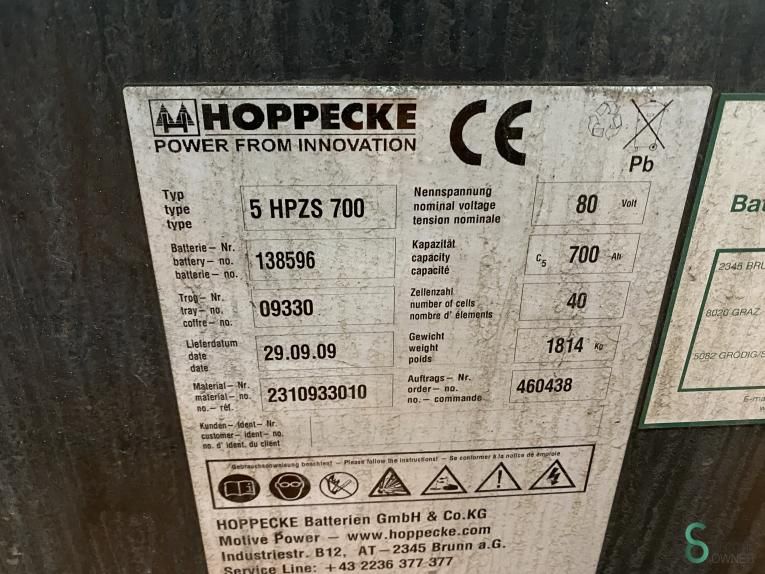 HOPPECKE
POWER FROM INNOVATION
CE
Pb
Typ
type
type
5 HPZS 700
Nennspannung
nominal voltage
tension nominale
80 Volt
Batterie – Nr.
battery – no.
batterie – no.
138596
Kapazität
capacity
capacité
C5 700 Ah
Trog – Nr.
tray – no.
coffre – no.
09330
Zellenzahl
number of cells
nombre d' éléments
40
Lieferdatum
date
date
29.09.09
Gewicht
weight
poids
1814 Kg
Material – Nr.
material – no.
no. – réf.
2310933010
Auftrags – Nr.
order – no.
no. – commande
460438
Kunden – Ident – Nr.
customer – ident – no.
no. d' ident. du client
Gebrauchsanweisung beachten! – Please follow the instructions! – Se conformer à la notice de emploie
HOPPECKE Batterien GmbH & Co.KG
Motive Power – www.hoppecke.com
Industriestr. B12, AT – 2345 Brunn a.G.
Service Line: +43 2236 377 377
Bat
2345 BRU
8020 GRAZ
5082 GRÖDIG/S
E-ma
OWNER